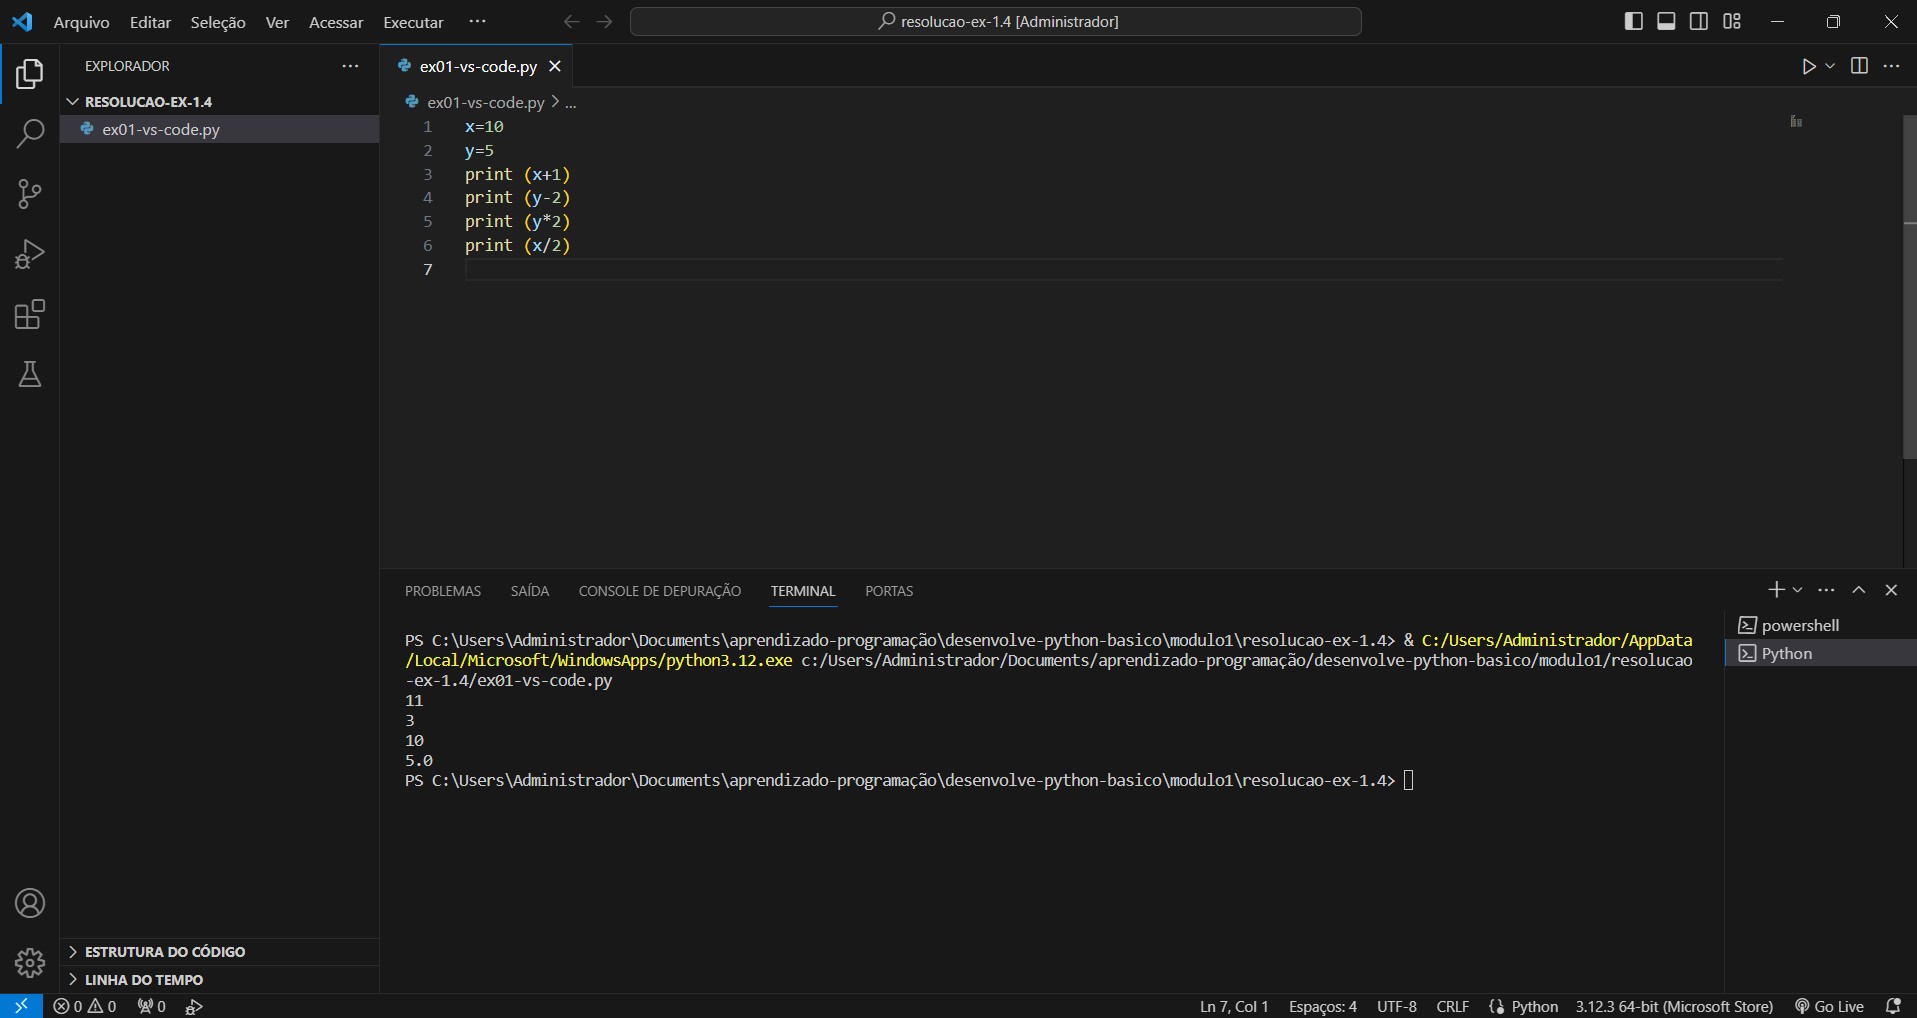 Arquivo Editar Seleção Ver Acessar Executar ··· resolucao-ex-1.4 [Administrador]
EXPLORADOR ···
RESOLUCAO-EX-1.4
ex01-vs-code.py
ex01-vs-code.py
ex01-vs-code.py > ...
1 x=10
2 y=5
3 print (x+1)
4 print (y-2)
5 print (y*2)
6 print (x/2)
7
PROBLEMAS SAÍDA CONSOLE DE DEPURAÇÃO TERMINAL PORTAS
PS C:\Users\Administrador\Documents\aprendizado-programação\desenvolve-python-basico\modulo1\resolucao-ex-1.4> & C:/Users/Administrador/AppData
/Local/Microsoft/WindowsApps/python3.12.exe c:/Users/Administrador/Documents/aprendizado-programação/desenvolve-python-basico/modulo1/resolucao
-ex-1.4/ex01-vs-code.py
11
3
10
5.0
PS C:\Users\Administrador\Documents\aprendizado-programação\desenvolve-python-basico\modulo1\resolucao-ex-1.4>
powershell
Python
ESTRUTURA DO CÓDIGO
LINHA DO TEMPO
0 0 0 Ln 7, Col 1 Espaços: 4 UTF-8 CRLF Python 3.12.3 64-bit (Microsoft Store) Go Live